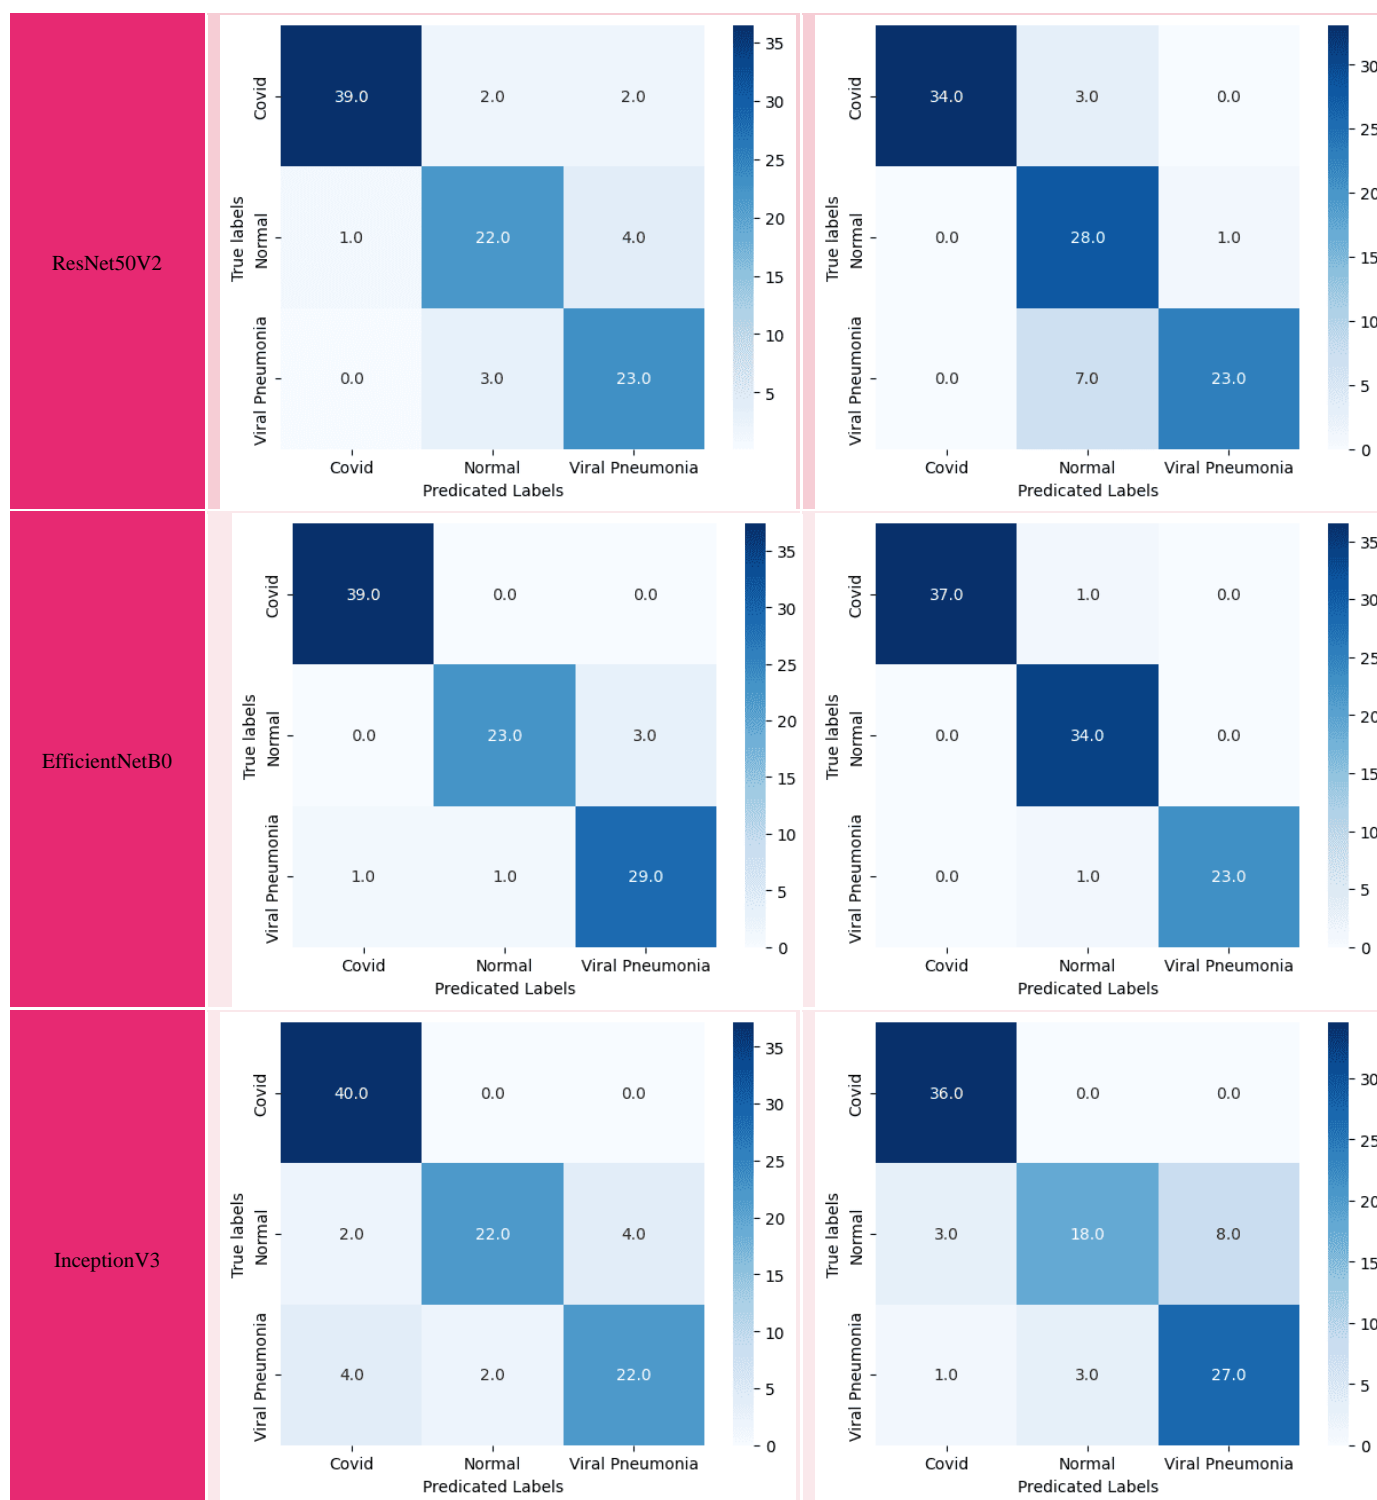 ResNet50V2
True labels
Covid
Normal
Viral Pneumonia
39.0 2.0 2.0
1.0 22.0 4.0
0.0 3.0 23.0
Covid Normal Viral Pneumonia
Predicated Labels
35
30
25
20
15
10
5
True labels
Covid
Normal
Viral Pneumonia
34.0 3.0 0.0
0.0 28.0 1.0
0.0 7.0 23.0
Covid Normal Viral Pneumonia
Predicated Labels
30
25
20
15
10
5
0
EfficientNetB0
True labels
Covid
Normal
Viral Pneumonia
39.0 0.0 0.0
0.0 23.0 3.0
1.0 1.0 29.0
Covid Normal Viral Pneumonia
Predicated Labels
35
30
25
20
15
10
5
0
True labels
Covid
Normal
Viral Pneumonia
37.0 1.0 0.0
0.0 34.0 0.0
0.0 1.0 23.0
Covid Normal Viral Pneumonia
Predicated Labels
35
30
25
20
15
10
5
0
InceptionV3
True labels
Covid
Normal
Viral Pneumonia
40.0 0.0 0.0
2.0 22.0 4.0
4.0 2.0 22.0
Covid Normal Viral Pneumonia
Predicated Labels
35
30
25
20
15
10
5
0
True labels
Covid
Normal
Viral Pneumonia
36.0 0.0 0.0
3.0 18.0 8.0
1.0 3.0 27.0
Covid Normal Viral Pneumonia
Predicated Labels
30
25
20
15
10
5
0